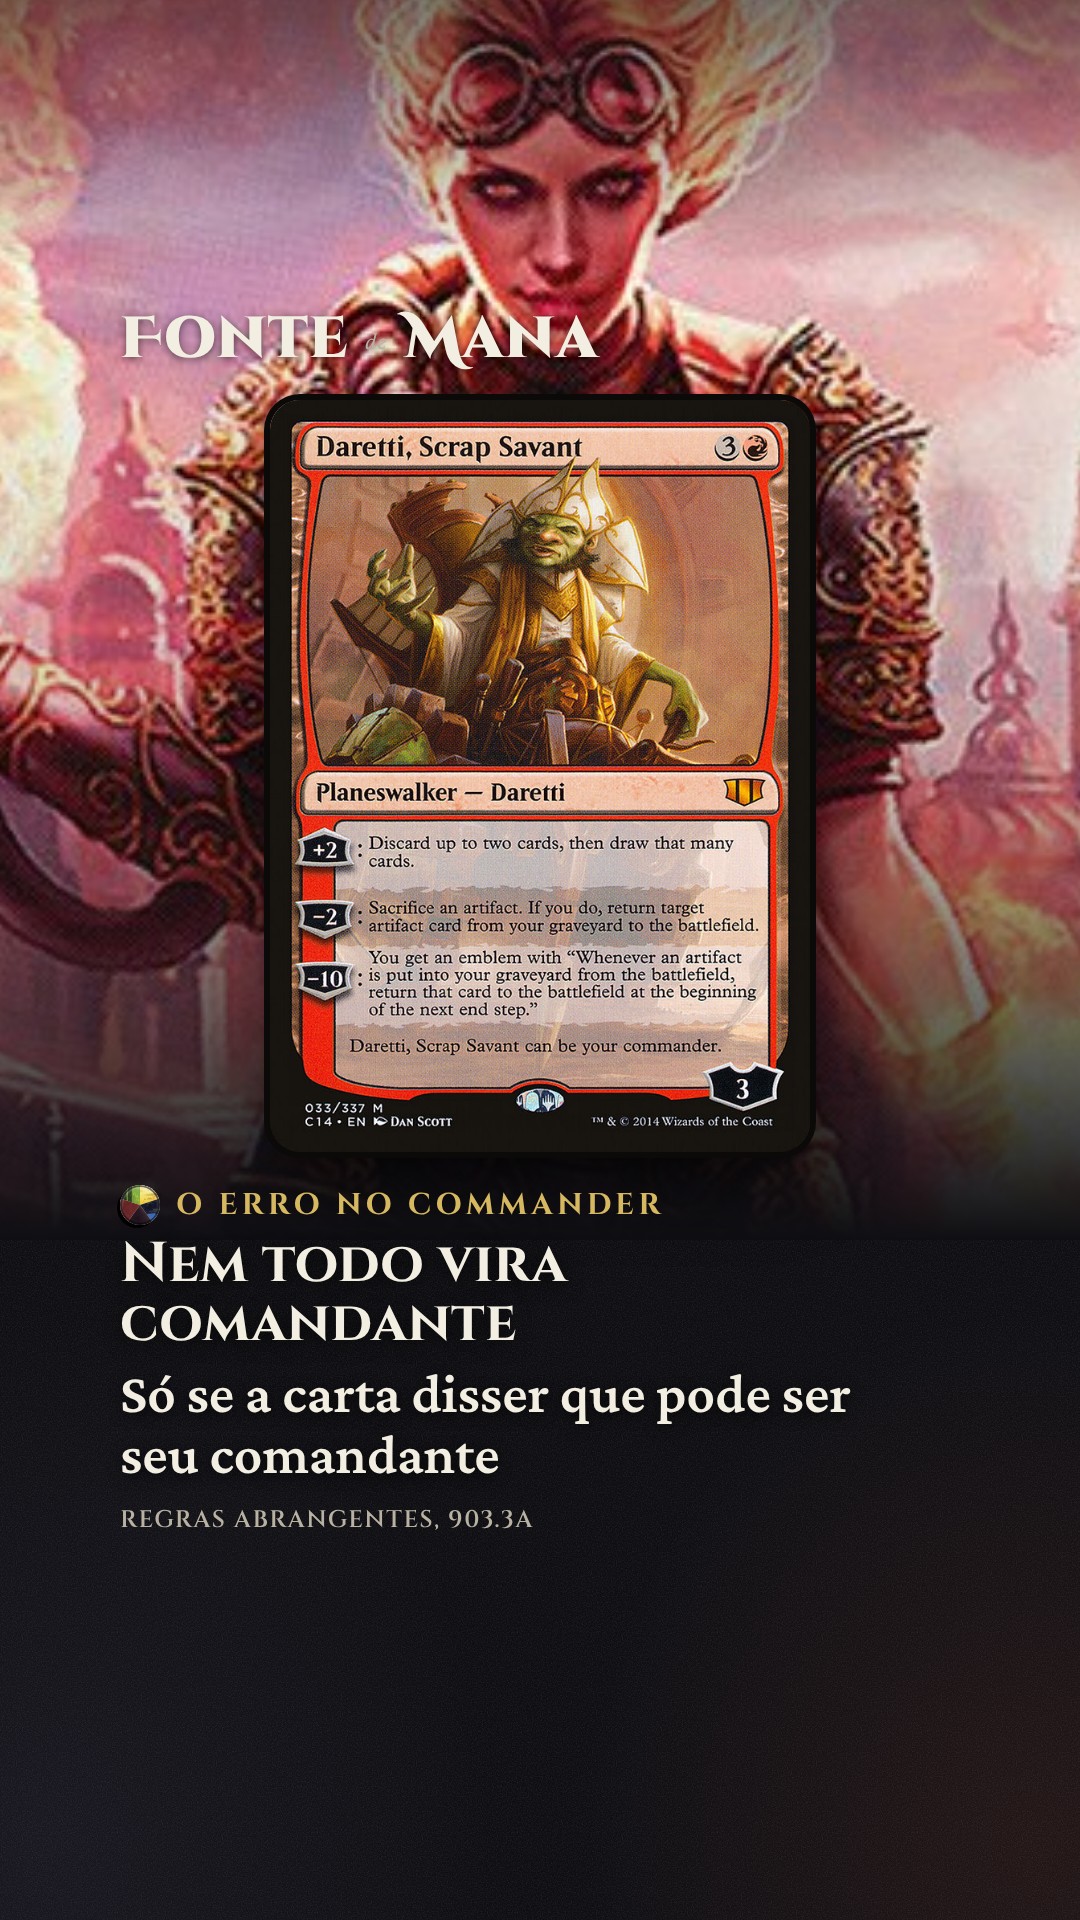 FONTE MANA
Daretti, Scrap Savant 3
Planeswalker — Daretti
+2 : Discard up to two cards, then draw that many
cards.
−2 : Sacrifice an artifact. If you do, return target
artifact card from your graveyard to the battlefield.
−10 : You get an emblem with “Whenever an artifact
is put into your graveyard from the battlefield,
return that card to the battlefield at the beginning
of the next end step.”
Daretti, Scrap Savant can be your commander.
3
033/337 M
C14 • EN DAN SCOTT
™ & © 2014 Wizards of the Coast
O ERRO NO COMMANDER
NEM TODO VIRA
COMANDANTE
Só se a carta disser que pode ser
seu comandante
REGRAS ABRANGENTES, 903.3A